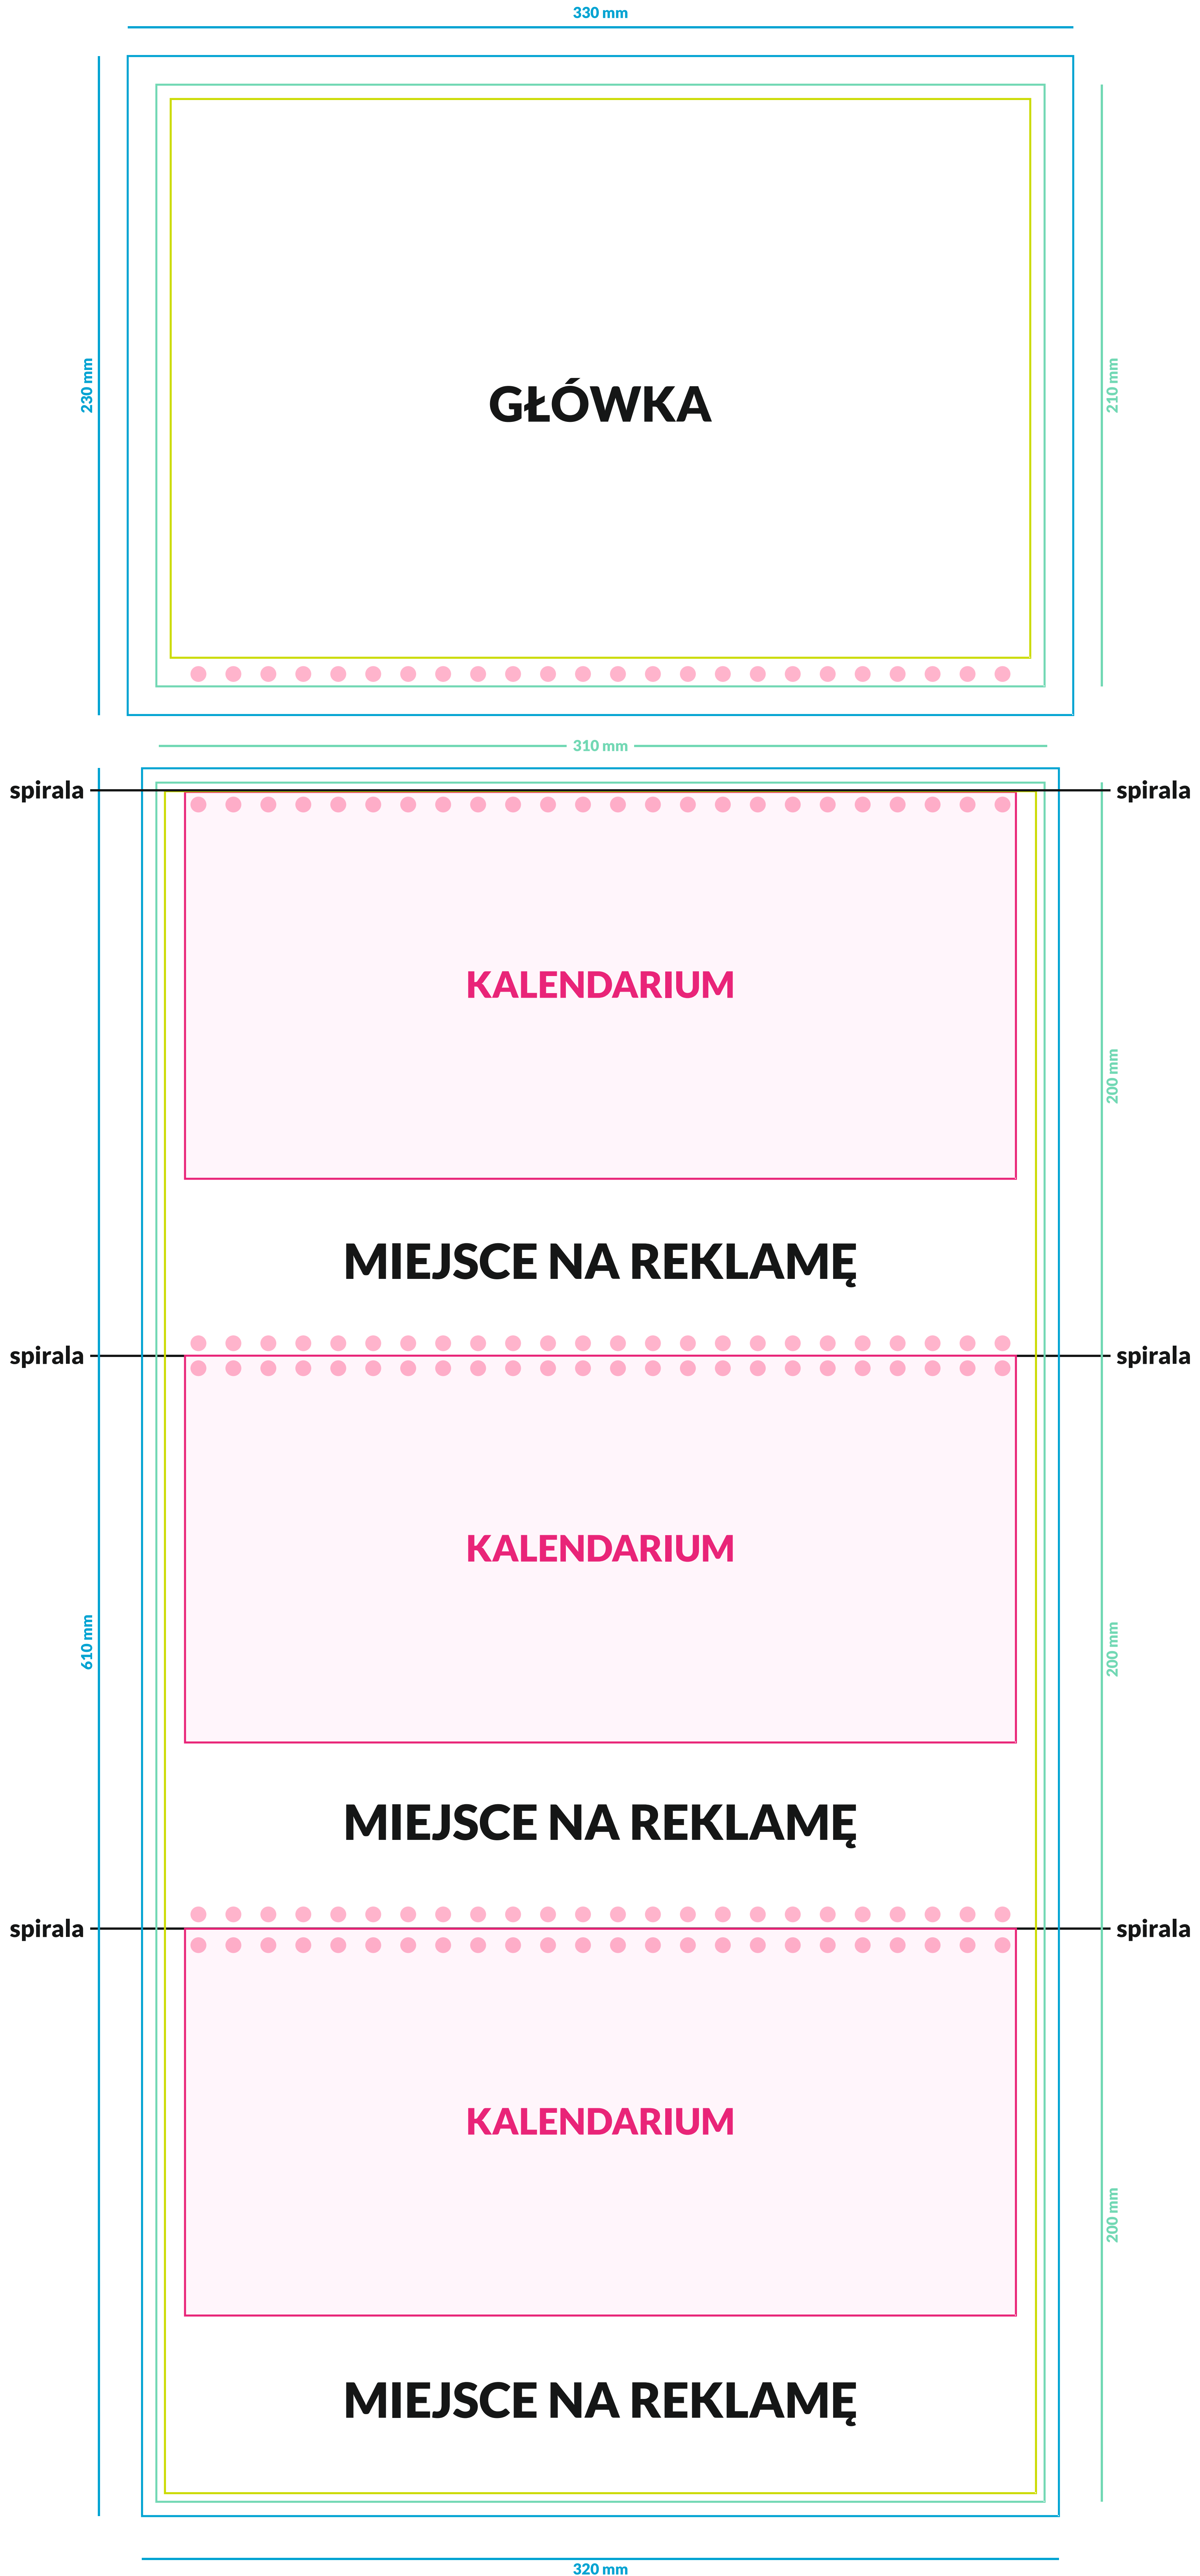 330 mm
230 mm
210 mm
GŁÓWKA
310 mm
spirala
spirala
KALENDARIUM
200 mm
MIEJSCE NA REKLAMĘ
spirala
spirala
KALENDARIUM
610 mm
200 mm
MIEJSCE NA REKLAMĘ
spirala
spirala
KALENDARIUM
200 mm
MIEJSCE NA REKLAMĘ
320 mm